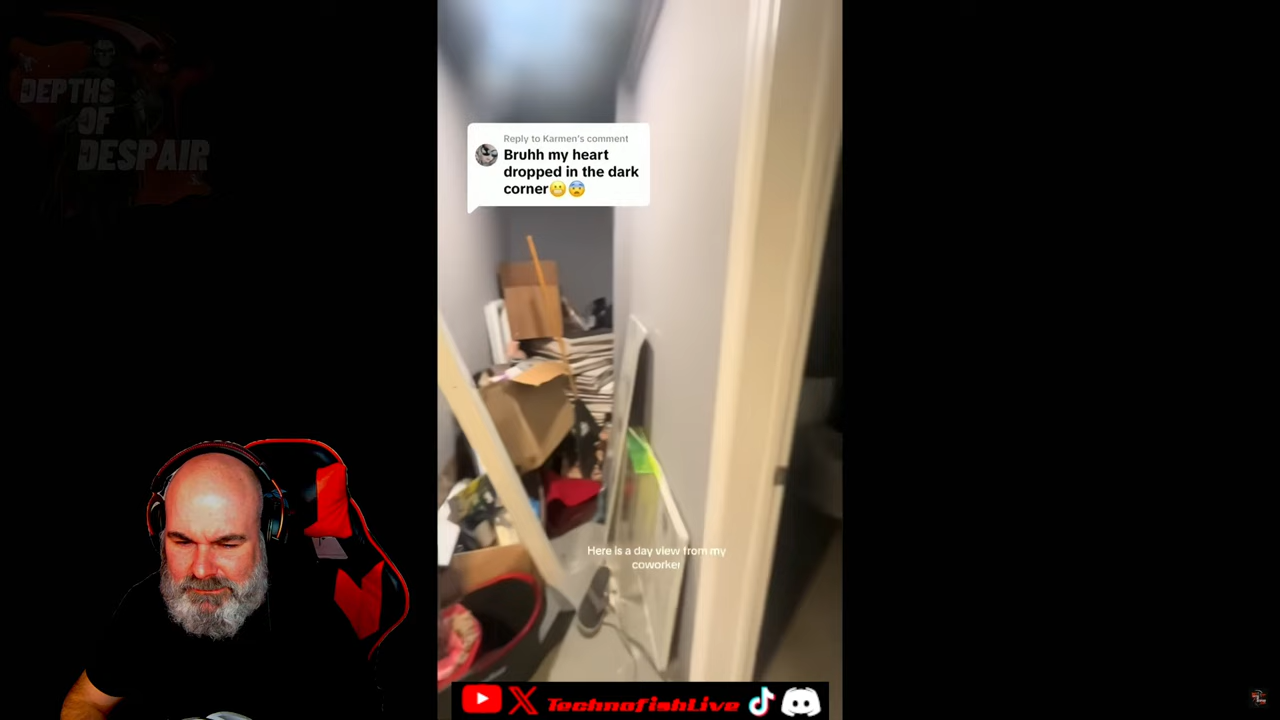 DEPTHS
OF
DESPAIR
Reply to Karmen's comment
Bruhh my heart
dropped in the dark
corner😬😨
Here is a day view from my
coworker
TechnofishLive